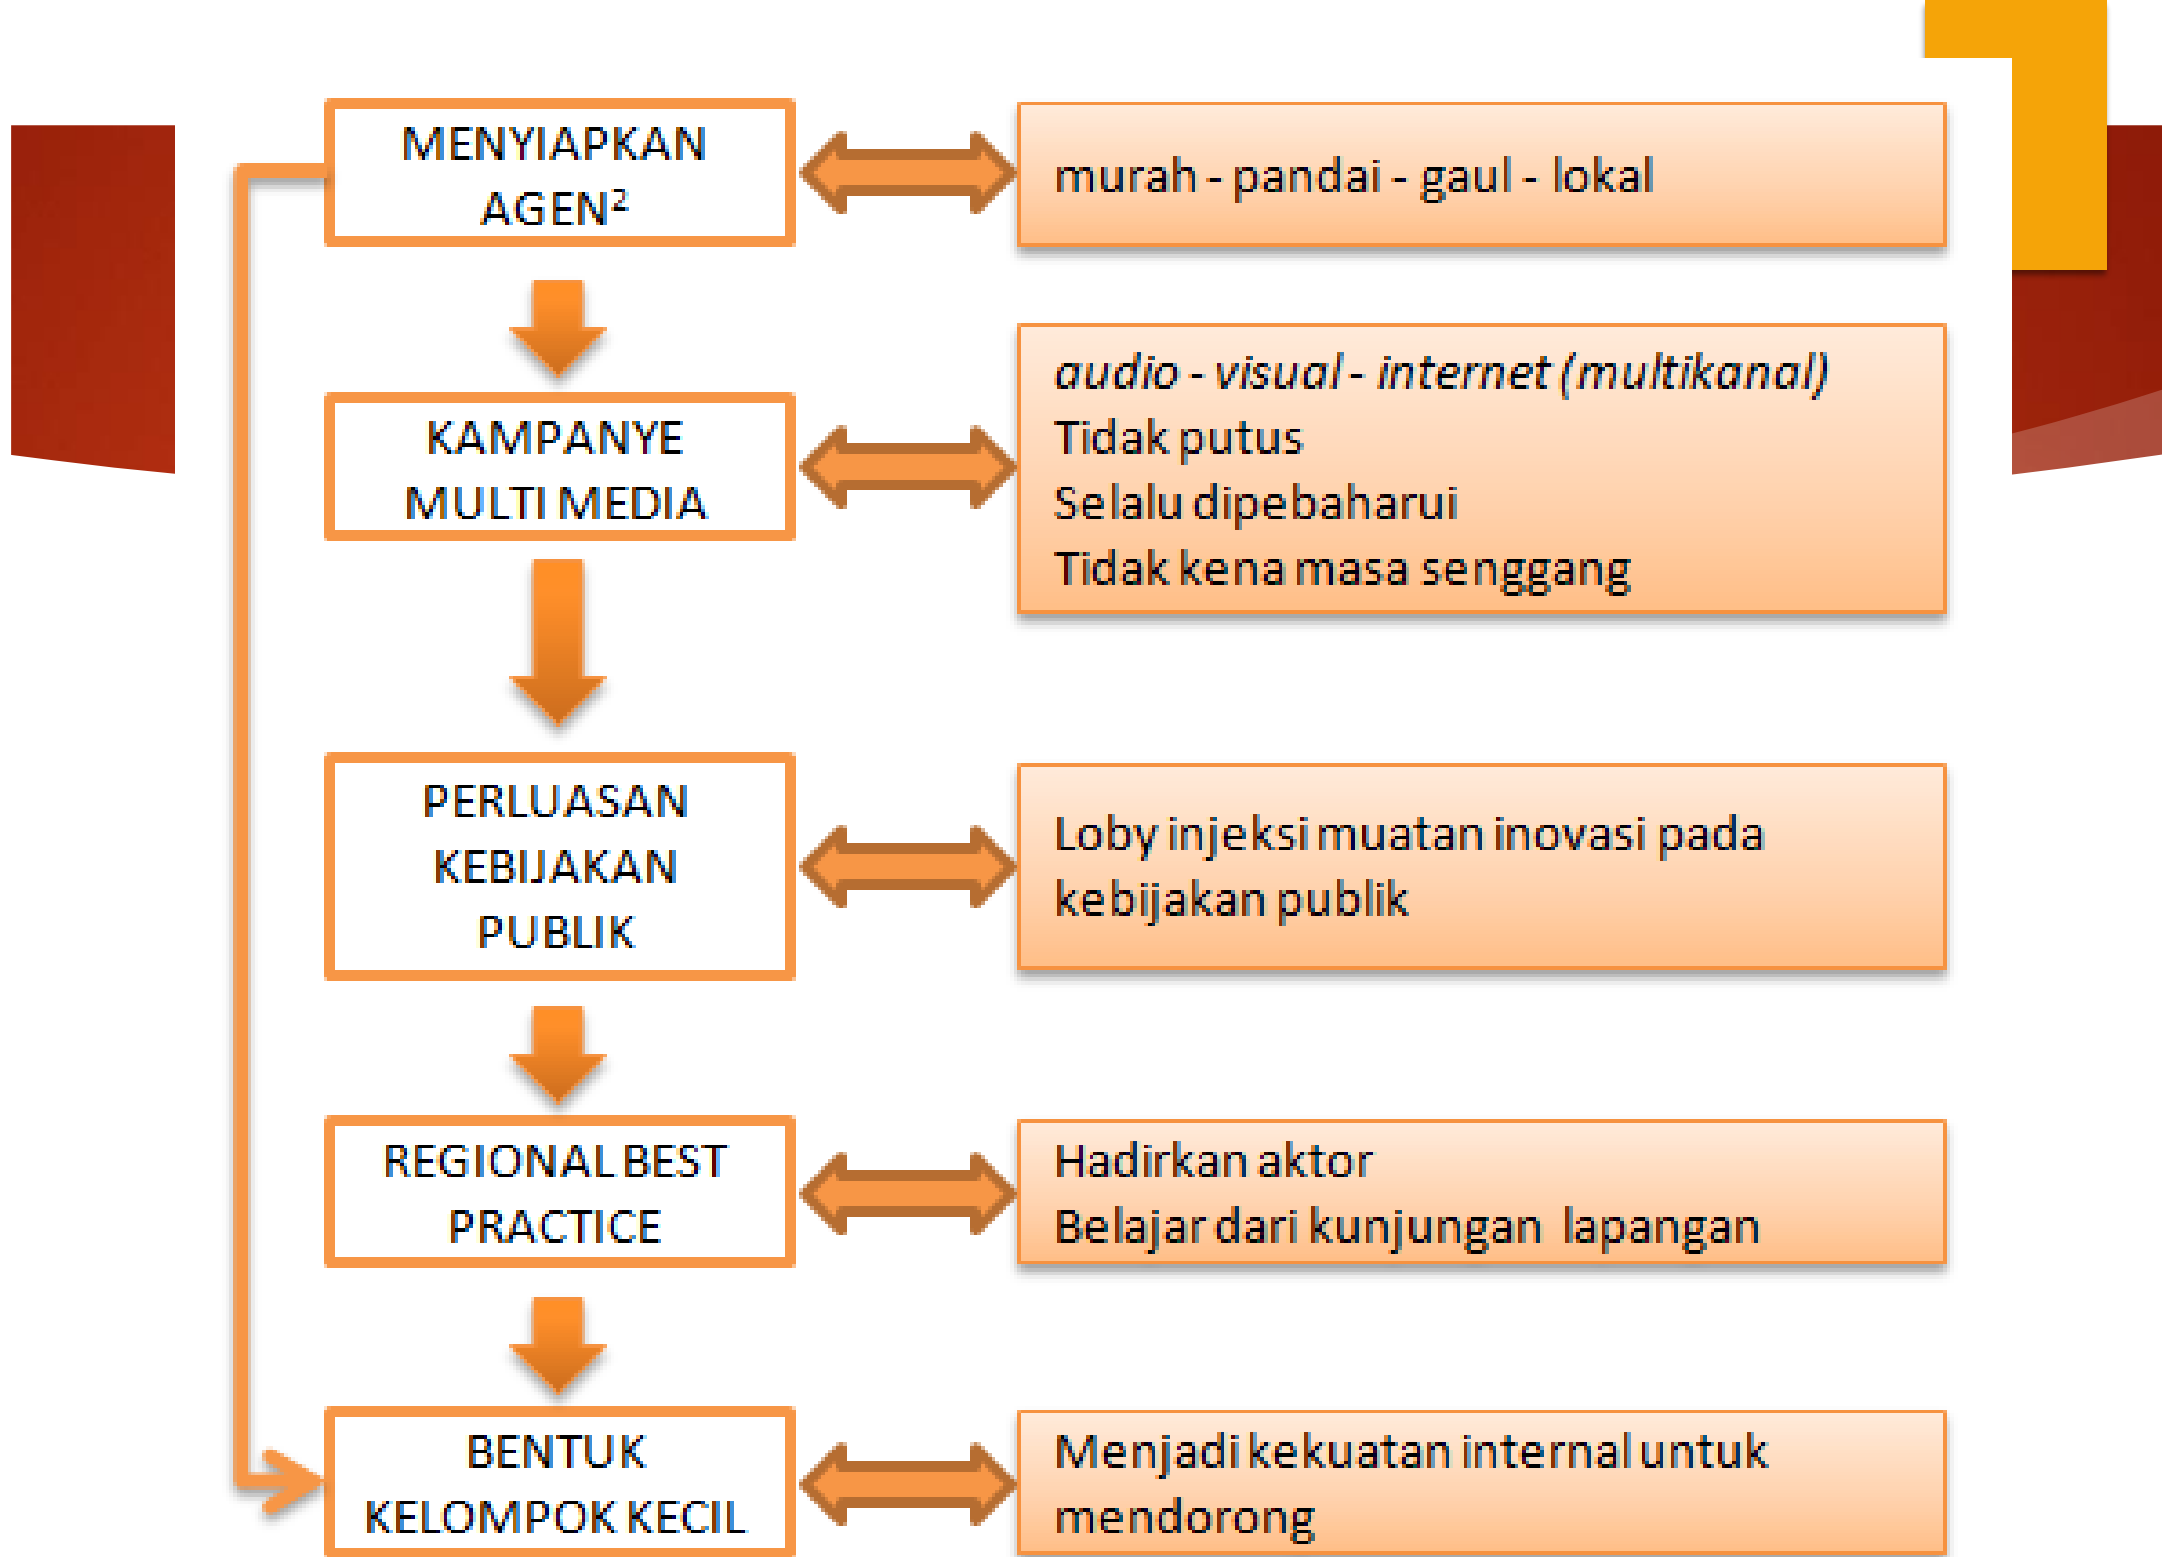 MENYIAPKAN
AGEN²
murah - pandai - gaul - lokal
KAMPANYE
MULTI MEDIA
audio - visual - internet (multikanal)
Tidak putus
Selalu dipebaharui
Tidak kena masa senggang
PERLUASAN
KEBIJAKAN
PUBLIK
Loby injeksi muatan inovasi pada
kebijakan publik
REGIONAL BEST
PRACTICE
Hadirkan aktor
Belajar dari kunjungan lapangan
BENTUK
KELOMPOK KECIL
Menjadi kekuatan internal untuk
mendorong